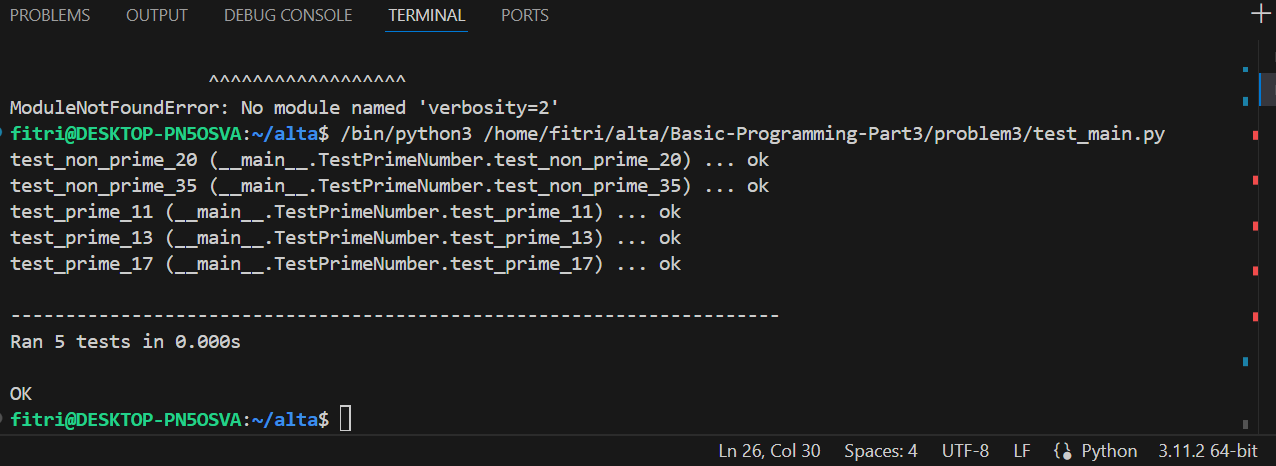 PROBLEMS OUTPUT DEBUG CONSOLE TERMINAL PORTS
^^^^^^^^^^^^^^^^^^
ModuleNotFoundError: No module named 'verbosity=2'
fitri@DESKTOP-PN5OSVA:~/alta$ /bin/python3 /home/fitri/alta/Basic-Programming-Part3/problem3/test_main.py
test_non_prime_20 (__main__.TestPrimeNumber.test_non_prime_20) ... ok
test_non_prime_35 (__main__.TestPrimeNumber.test_non_prime_35) ... ok
test_prime_11 (__main__.TestPrimeNumber.test_prime_11) ... ok
test_prime_13 (__main__.TestPrimeNumber.test_prime_13) ... ok
test_prime_17 (__main__.TestPrimeNumber.test_prime_17) ... ok
----------------------------------------------------------------------
Ran 5 tests in 0.000s
OK
fitri@DESKTOP-PN5OSVA:~/alta$
Ln 26, Col 30 Spaces: 4 UTF-8 LF Python 3.11.2 64-bit